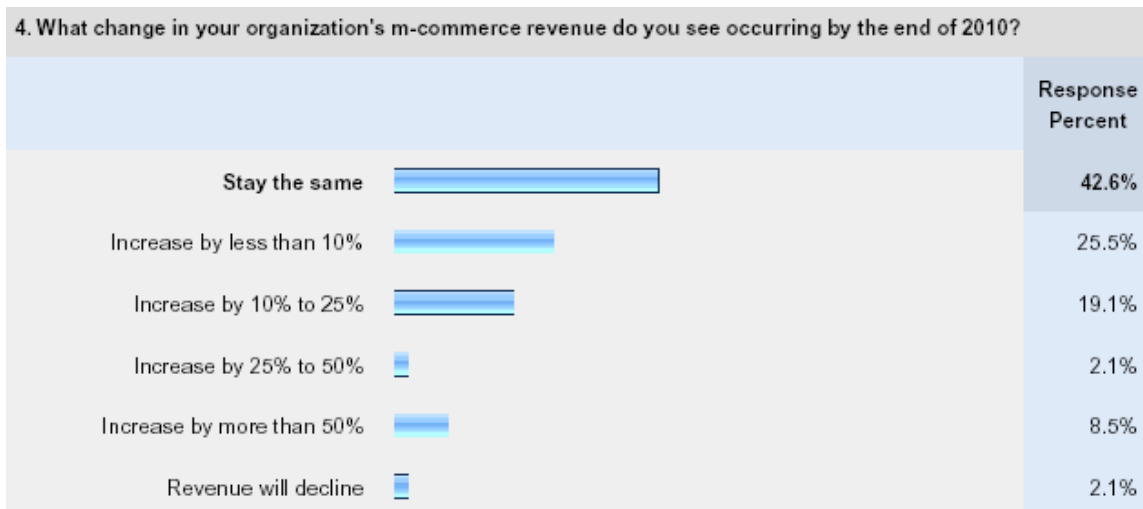 4. What change in your organization's m-commerce revenue do you see occurring by the end of 2010?
Response
Percent
Stay the same 42.6%
Increase by less than 10% 25.5%
Increase by 10% to 25% 19.1%
Increase by 25% to 50% 2.1%
Increase by more than 50% 8.5%
Revenue will decline 2.1%